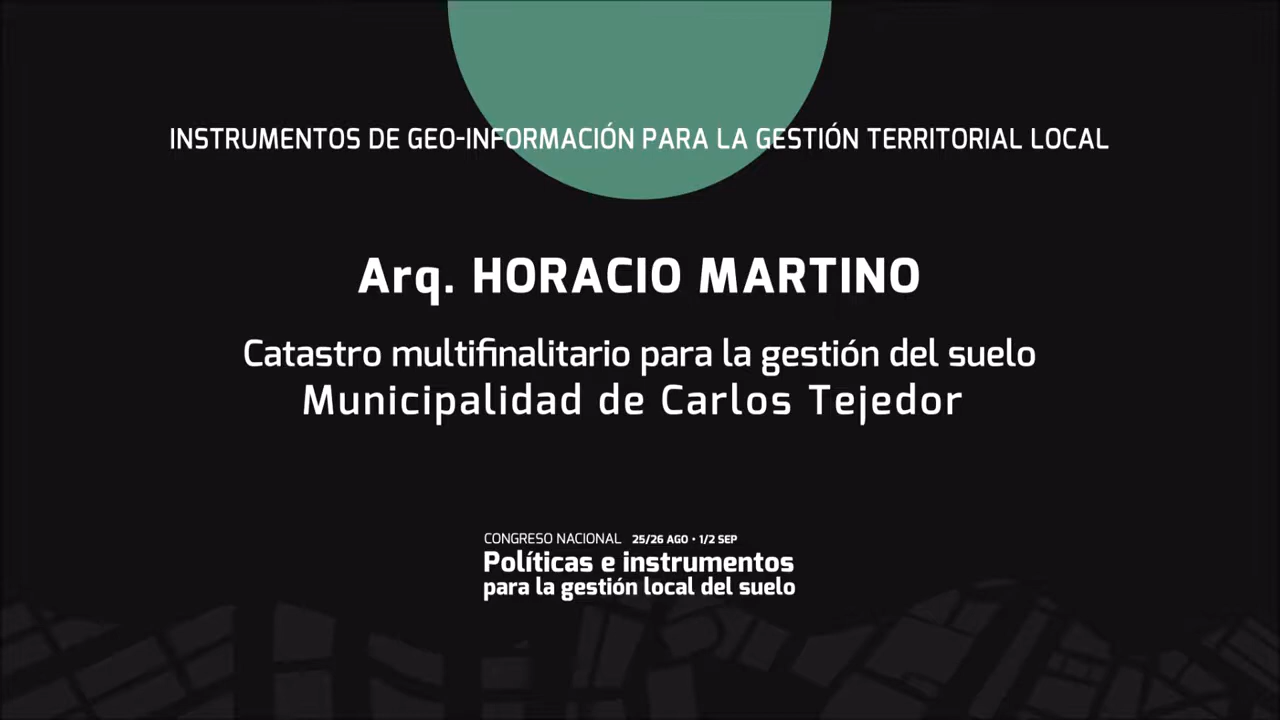 INSTRUMENTOS DE GEO-INFORMACIÓN PARA LA GESTIÓN TERRITORIAL LOCAL
Arq. HORACIO MARTINO
Catastro multifinalitario para la gestión del suelo
Municipalidad de Carlos Tejedor
CONGRESO NACIONAL 25/26 AGO • 1/2 SEP
Políticas e instrumentos
para la gestión local del suelo